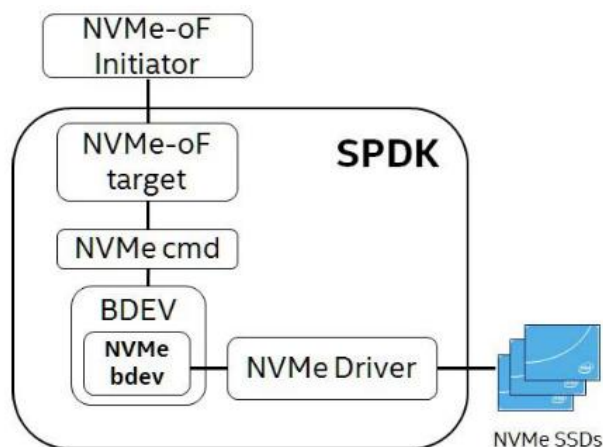 NVMe-oF
Initiator
NVMe-oF
target
SPDK
NVMe cmd
BDEV
NVMe
bdev
NVMe Driver
NVMe SSDs